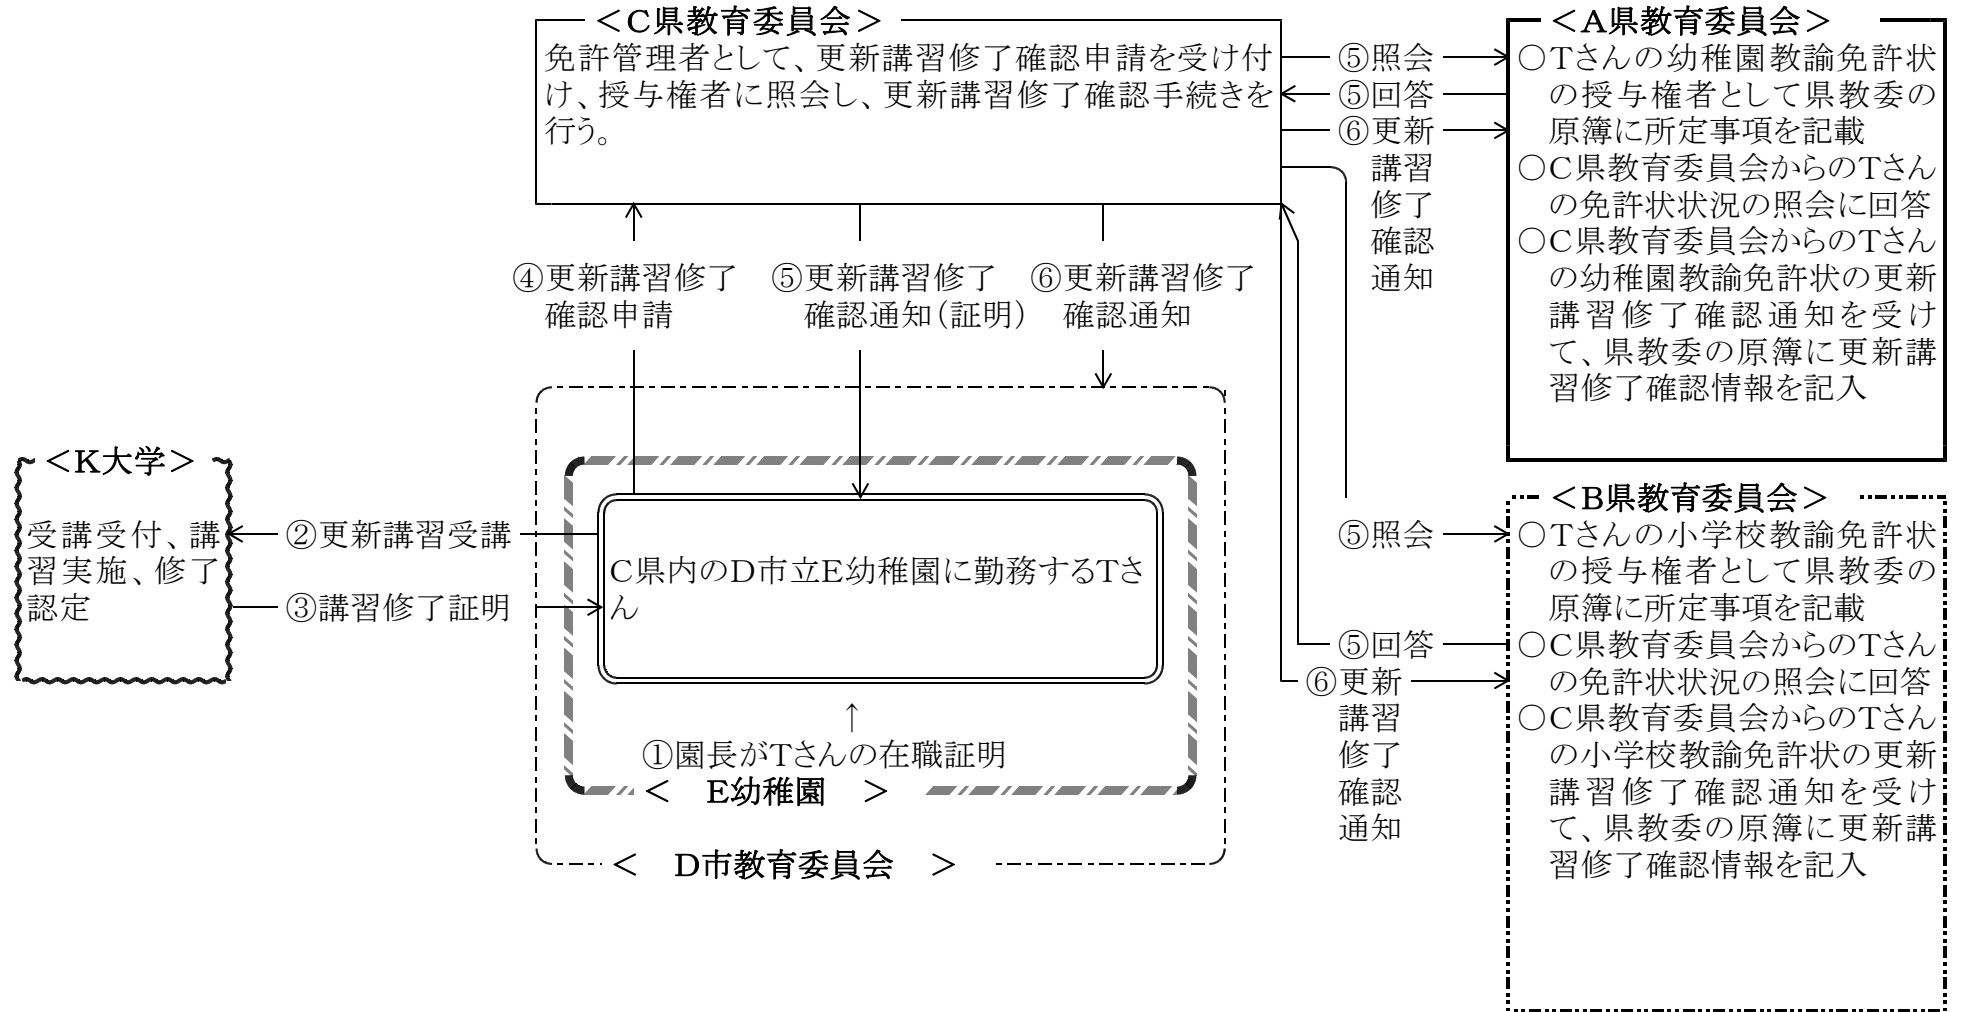 ＜C県教育委員会＞
免許管理者として、更新講習修了確認申請を受け付
け、授与権者に照会し、更新講習修了確認手続きを
行う。
⑤照会
⑤回答
⑥更新
講習
修了
確認
通知
＜A県教育委員会＞
○Tさんの幼稚園教諭免許状
の授与権者として県教委の
原簿に所定事項を記載
○C県教育委員会からのTさん
の免許状状況の照会に回答
○C県教育委員会からのTさん
の幼稚園教諭免許状の更新
講習修了確認通知を受け
て、県教委の原簿に更新講
習修了確認情報を記入
④更新講習修了
確認申請
⑤更新講習修了
確認通知(証明)
⑥更新講習修了
確認通知
＜K大学＞
受講受付、講
習実施、修了
認定
②更新講習受講
③講習修了証明
C県内のD市立E幼稚園に勤務するTさ
ん
↑
①園長がTさんの在職証明
＜ E幼稚園 ＞
＜ D市教育委員会 ＞
⑤照会
⑤回答
⑥更新
講習
修了
確認
通知
＜B県教育委員会＞
○Tさんの小学校教諭免許状
の授与権者として県教委の
原簿に所定事項を記載
○C県教育委員会からのTさん
の免許状状況の照会に回答
○C県教育委員会からのTさん
の小学校教諭免許状の更新
講習修了確認通知を受け
て、県教委の原簿に更新講
習修了確認情報を記入